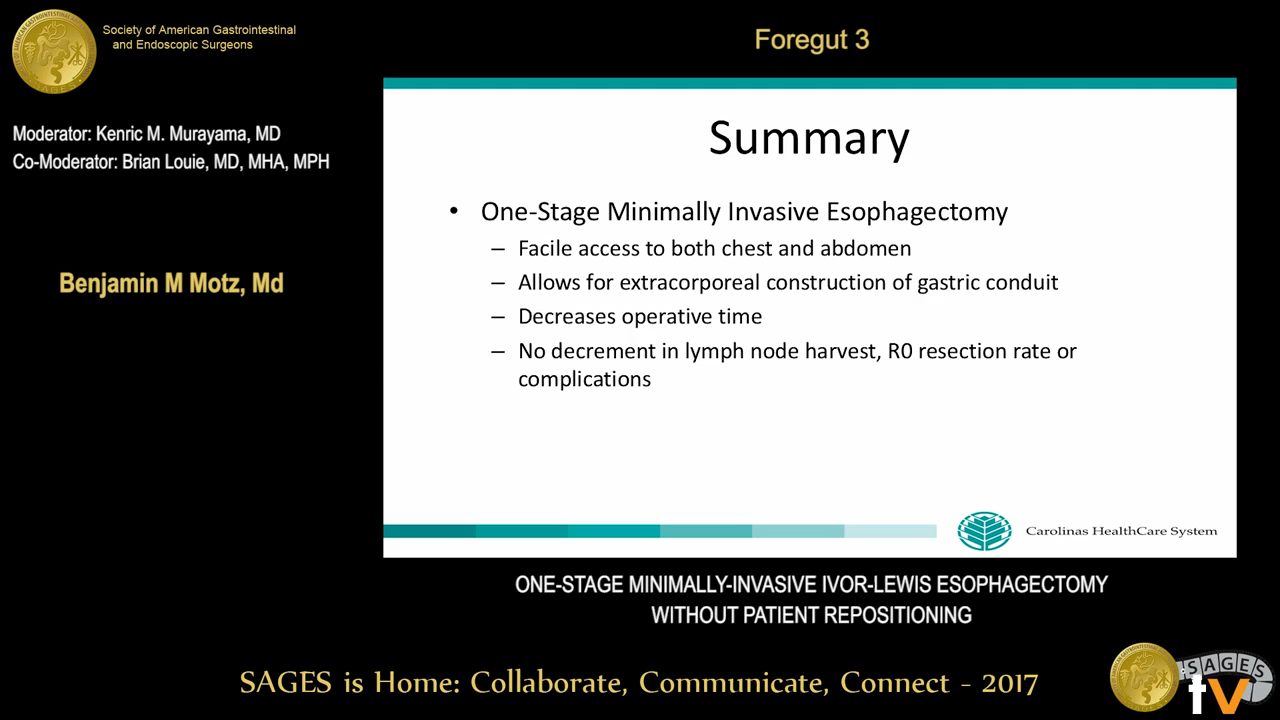 Society of American Gastrointestinal
and Endoscopic Surgeons
Foregut 3
Moderator: Kenric M. Murayama, MD
Co-Moderator: Brian Louie, MD, MHA, MPH
Benjamin M Motz, Md
Summary
• One-Stage Minimally Invasive Esophagectomy
– Facile access to both chest and abdomen
– Allows for extracorporeal construction of gastric conduit
– Decreases operative time
– No decrement in lymph node harvest, R0 resection rate or
complications
Carolinas HealthCare System
ONE-STAGE MINIMALLY-INVASIVE IVOR-LEWIS ESOPHAGECTOMY
WITHOUT PATIENT REPOSITIONING
SAGES is Home: Collaborate, Communicate, Connect - 2017
SAGES
tv